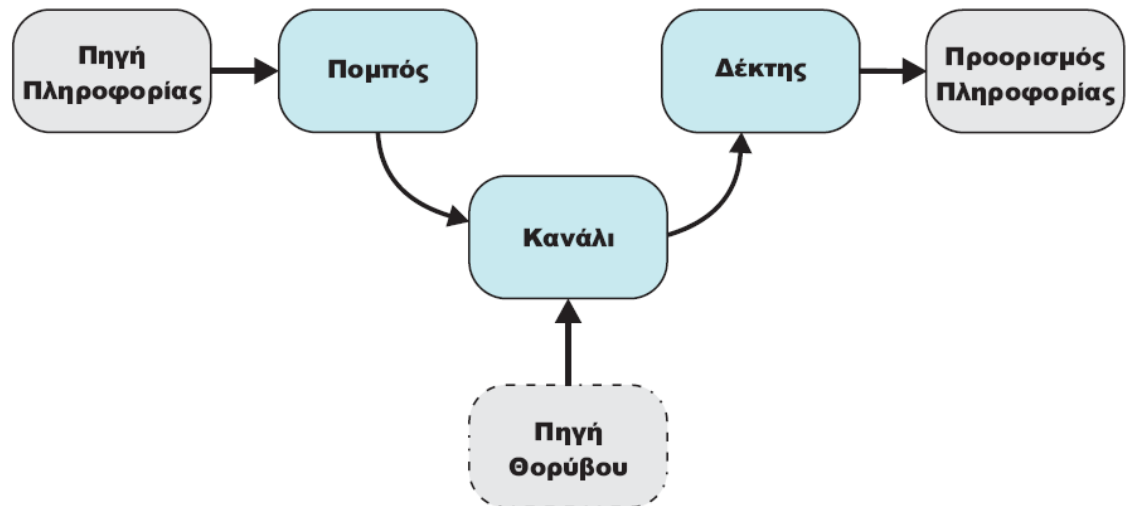 Πηγή
Πληροφορίας
Πομπός
Δέκτης
Προορισμός
Πληροφορίας
Κανάλι
Πηγή
Θορύβου